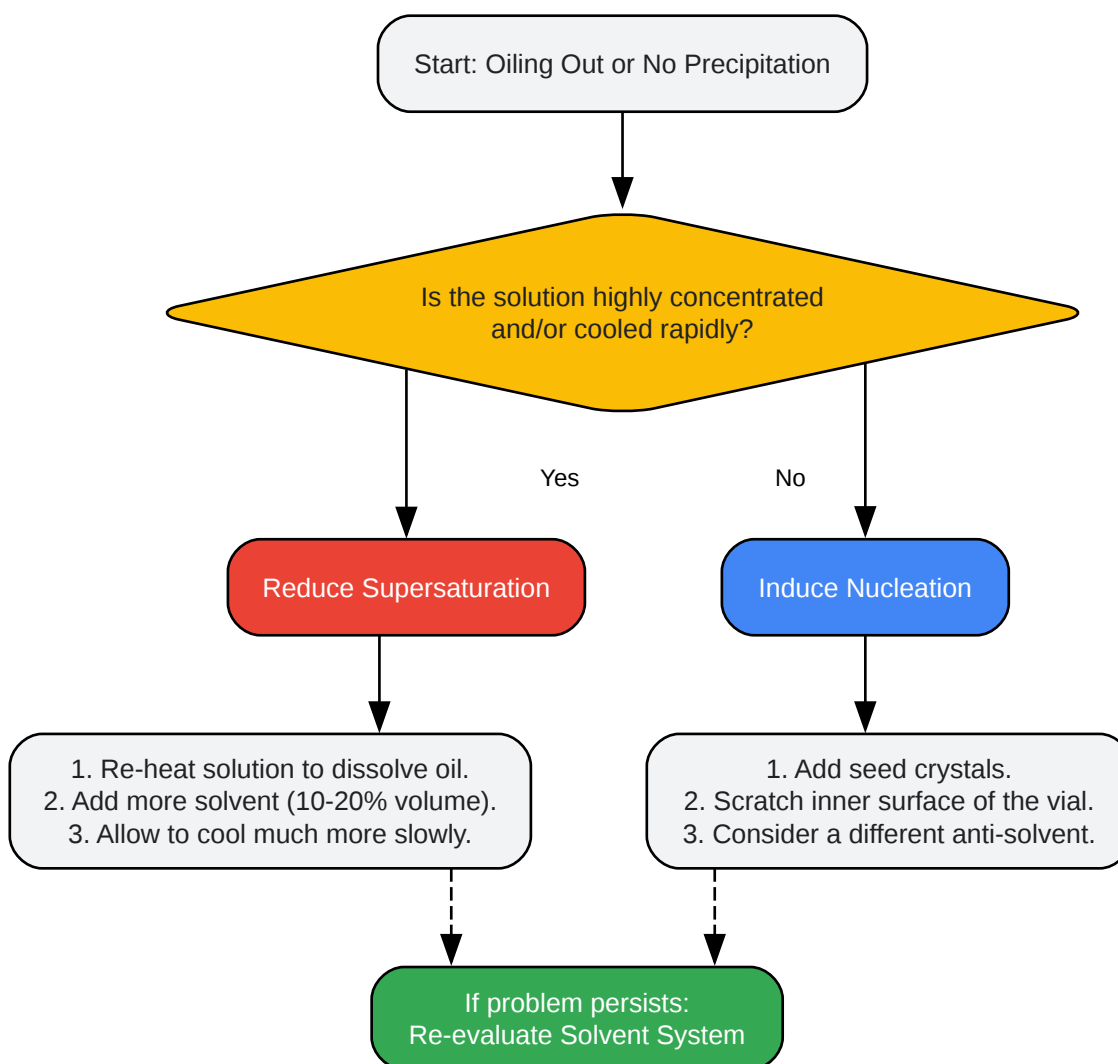 Start: Oiling Out or No Precipitation
Is the solution highly concentrated
and/or cooled rapidly?
Yes
No
Reduce Supersaturation
Induce Nucleation
1. Re-heat solution to dissolve oil.
2. Add more solvent (10-20% volume).
3. Allow to cool much more slowly.
1. Add seed crystals.
2. Scratch inner surface of the vial.
3. Consider a different anti-solvent.
If problem persists:
Re-evaluate Solvent System